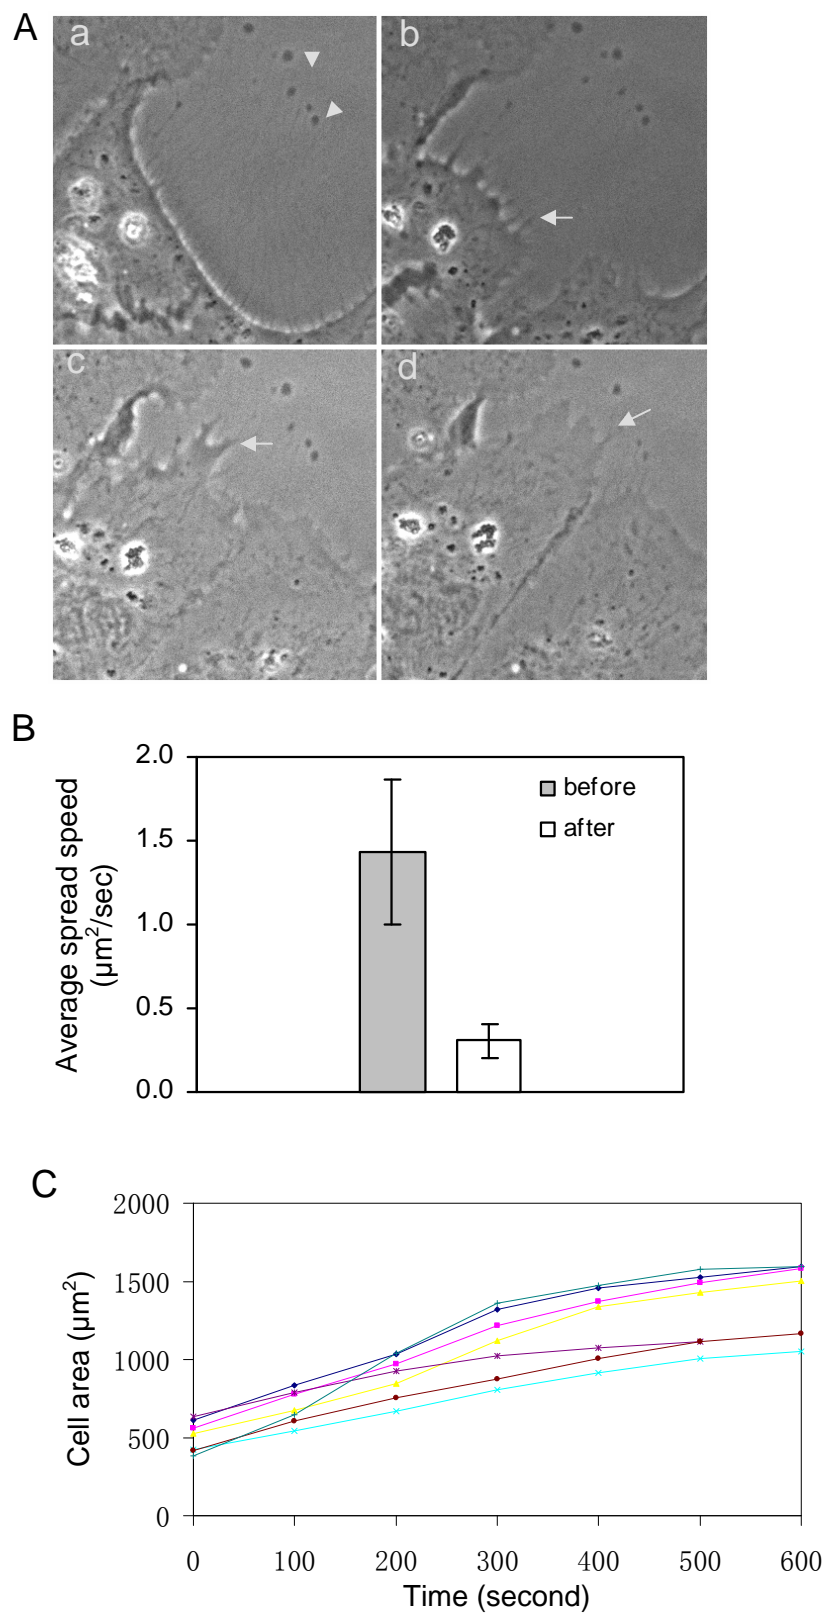 A
a
b
c
d
B
2.0
1.5
1.0
0.5
0.0
Average spread speed
(µm²/sec)
before
after
C
2000
1500
1000
500
0
Cell area (µm²)
0 100 200 300 400 500 600
Time (second)